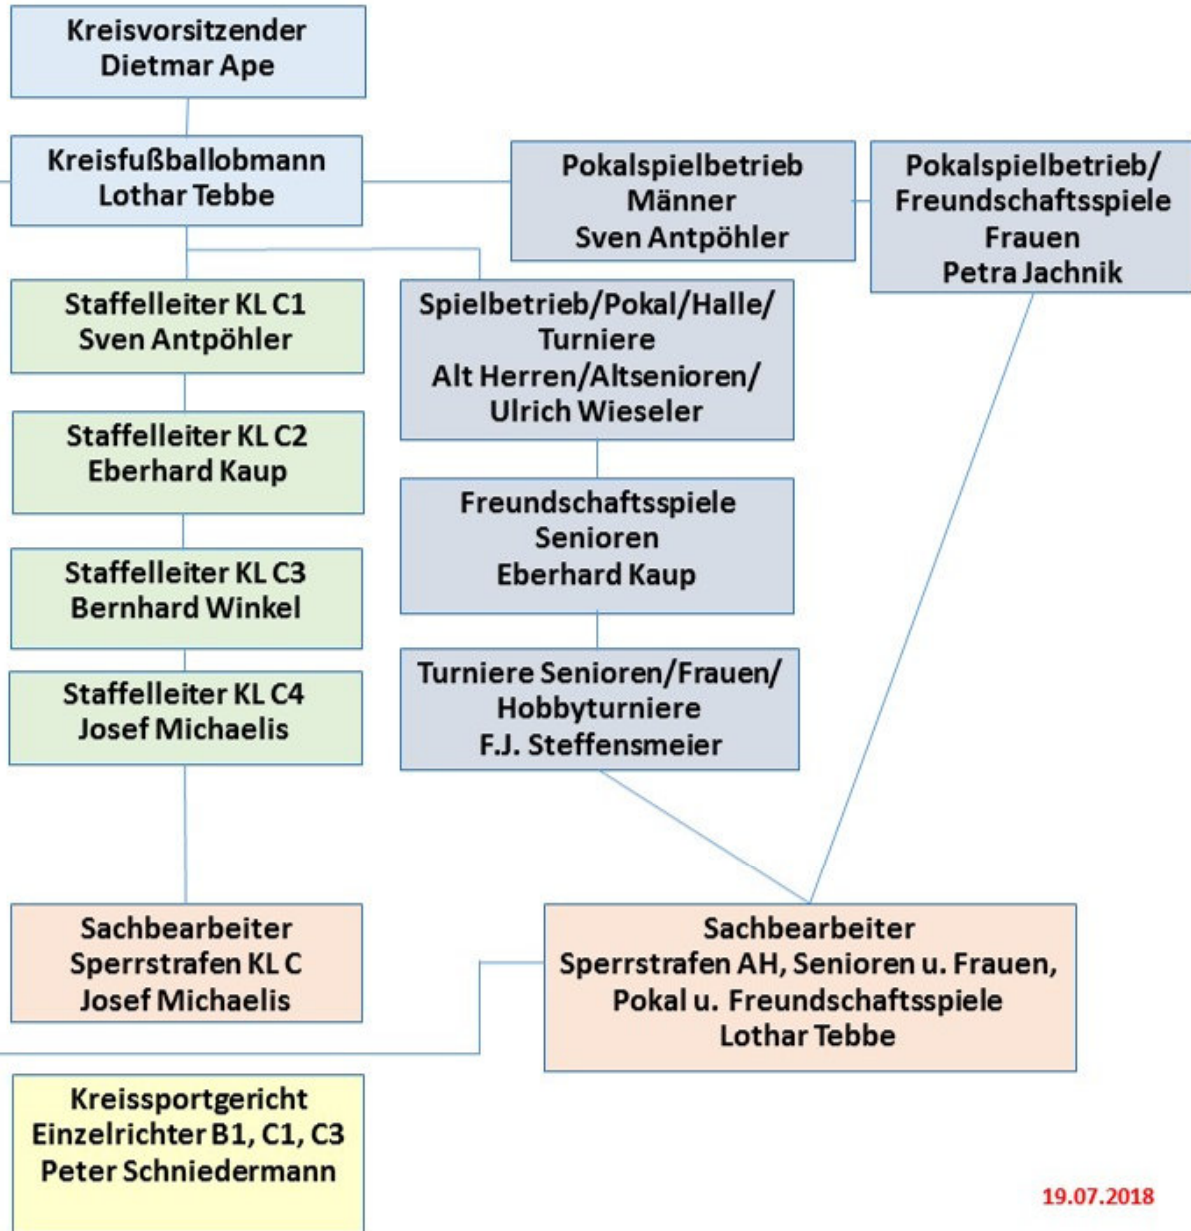 Kreisvorsitzender
Dietmar Ape
Kreisfußballobmann
Lothar Tebbe
Pokalspielbetrieb
Männer
Sven Antpöhler
Pokalspielbetrieb/
Freundschaftsspiele
Frauen
Petra Jachnik
Staffelleiter KL C1
Sven Antpöhler
Spielbetrieb/Pokal/Halle/
Turniere
Alt Herren/Altsenioren/
Ulrich Wieseler
Staffelleiter KL C2
Eberhard Kaup
Freundschaftsspiele
Senioren
Eberhard Kaup
Staffelleiter KL C3
Bernhard Winkel
Staffelleiter KL C4
Josef Michaelis
Turniere Senioren/Frauen/
Hobbyturniere
F.J. Steffensmeier
Sachbearbeiter
Sperrstrafen KL C
Josef Michaelis
Sachbearbeiter
Sperrstrafen AH, Senioren u. Frauen,
Pokal u. Freundschaftsspiele
Lothar Tebbe
Kreissportgericht
Einzelrichter B1, C1, C3
Peter Schniedermann
19.07.2018